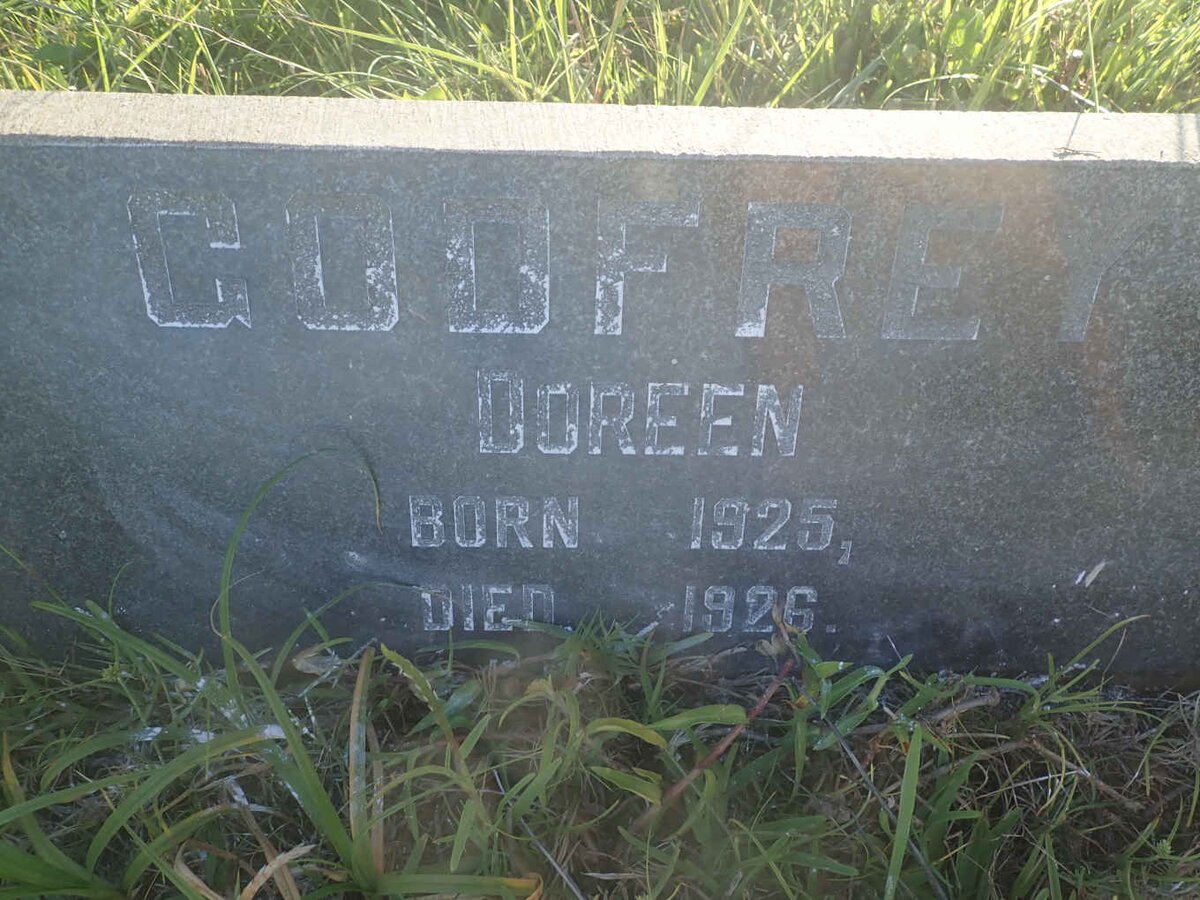 GODFREY
DOREEN
BORN 1925,
DIED 1926.